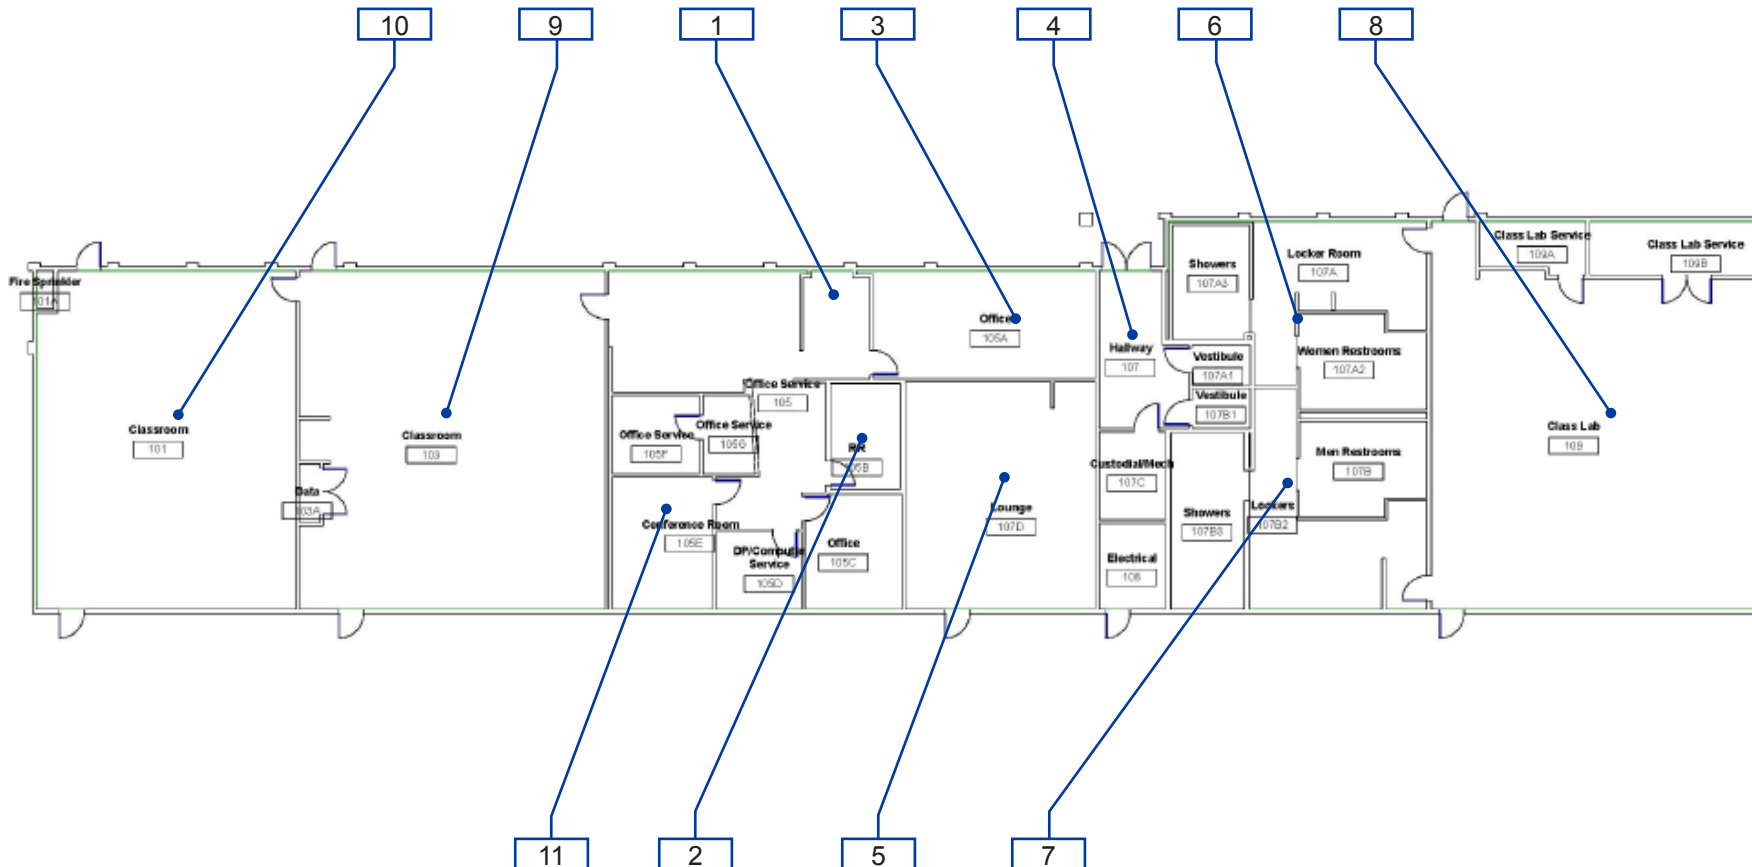 10
9
1
3
4
6
8
Fire Sprinkler
101A
Classroom
101
Data
103A
Classroom
103
Office Service
105
Office Service
105F
Office Service
105G
Conference Room
105E
DP/Computer
Service
105D
RR
105B
Office
105C
Office
105A
Lounge
107D
Hallway
107
Custodial/Mech
107C
Electrical
108
Showers
107A3
Vestibule
107A1
Vestibule
107B1
Showers
107B3
Locker Room
107A
Women Restrooms
107A2
Men Restrooms
107B
Lockers
107B2
Class Lab Service
109A
Class Lab Service
109B
Class Lab
109
11
2
5
7